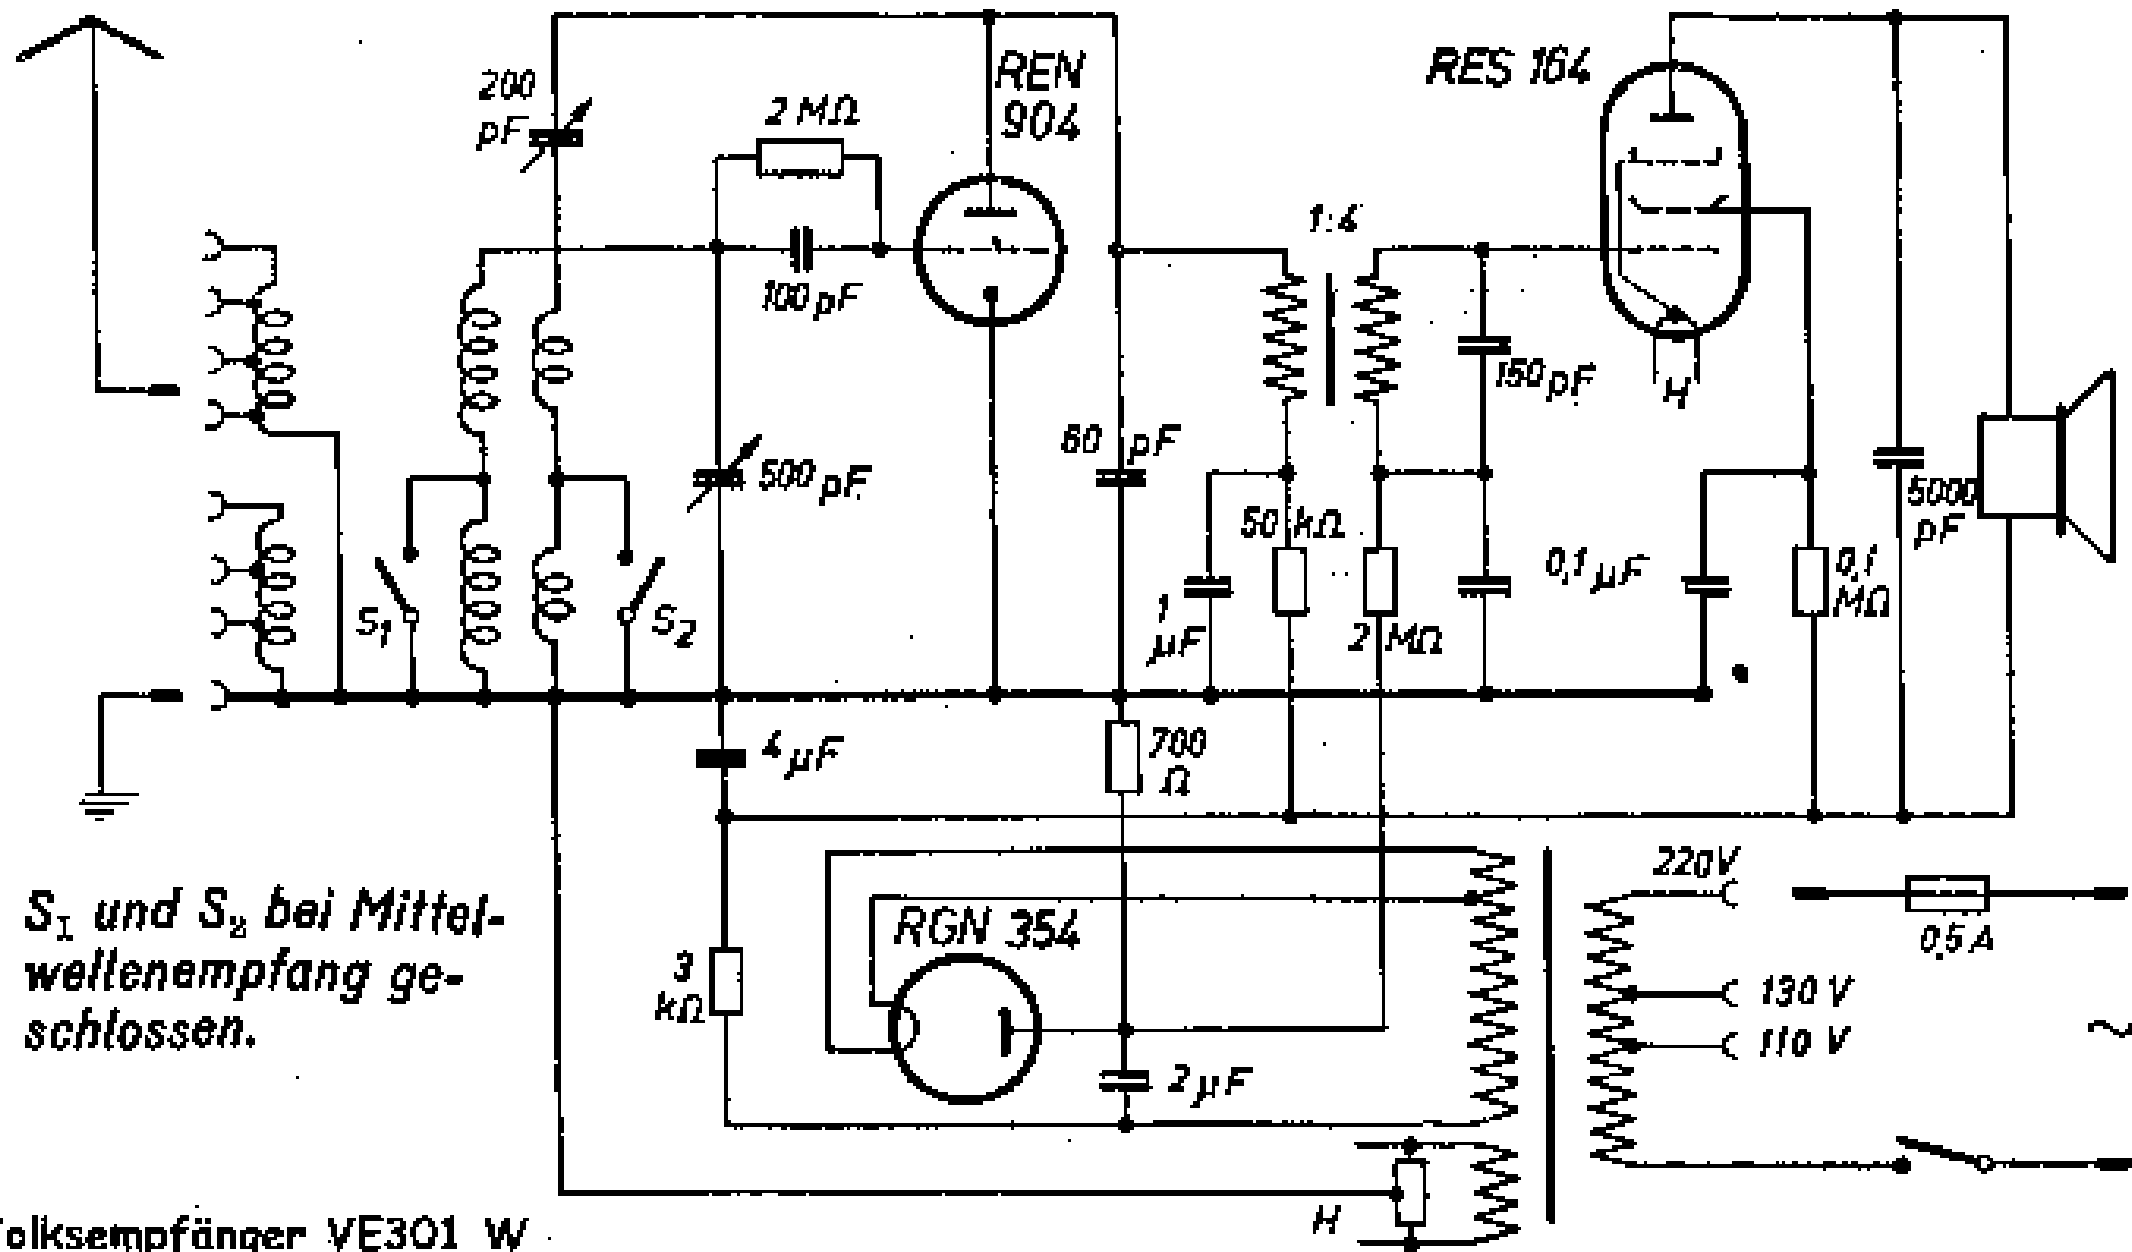 200
pF
2 MΩ
REN
904
RES 164
1:4
100 pF
150 pF
H
500 pF
60 pF
50 kΩ
5000
pF
S1
S2
1
μF
2 MΩ
0,1 μF
0,1
MΩ
4 μF
700
Ω
S1 und S2 bei Mittel-
wellenempfang ge-
schlossen.
RGN 354
3
kΩ
2 μF
220V
0,5 A
130 V
110 V
~
H
olksempfänger VE301 W